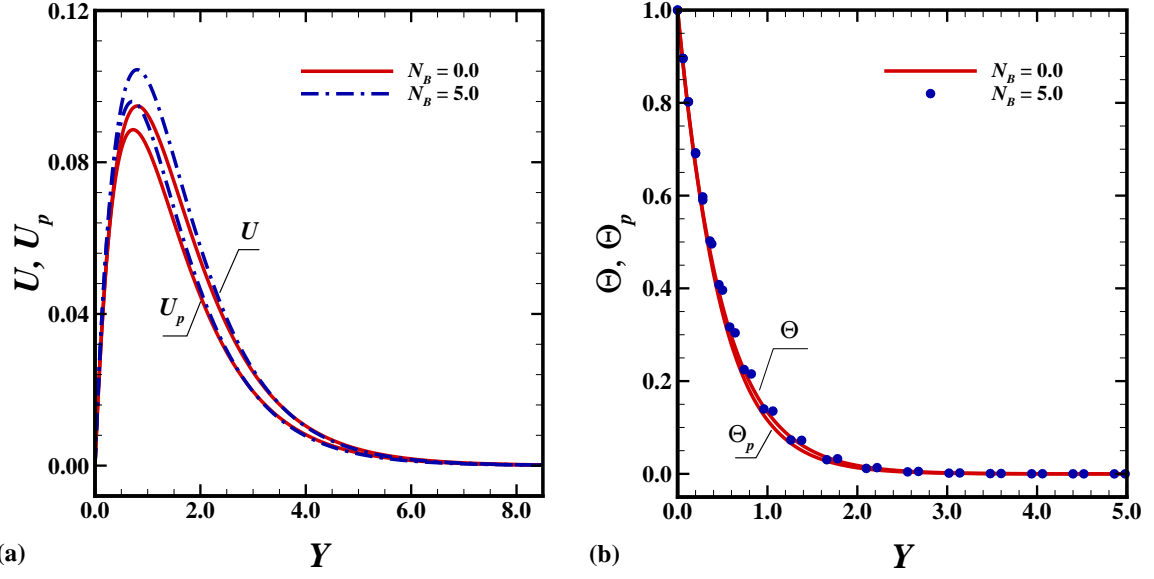 0.12
0.08
0.04
0.00
U, U_p
N_B = 0.0
N_B = 5.0
U
U_p
0.0 2.0 4.0 6.0 8.0
(a) Y
1.0
0.8
0.6
0.4
0.2
0.0
Θ, Θ_p
N_B = 0.0
N_B = 5.0
Θ
Θ_p
0.0 1.0 2.0 3.0 4.0 5.0
(b) Y